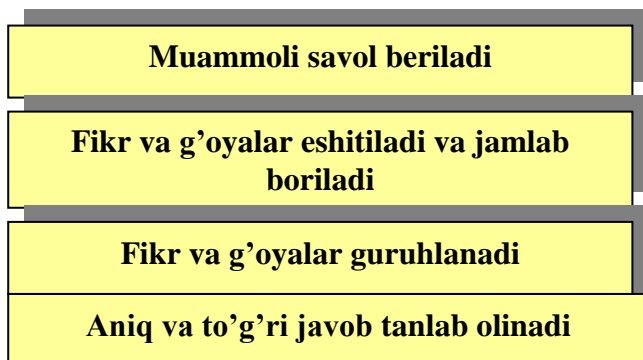 Muammoli savol beriladi
Fikr va g’oyalar eshitiladi va jamlab
boriladi
Fikr va g’oyalar guruhlanadi
Aniq va to’g’ri javob tanlab olinadi